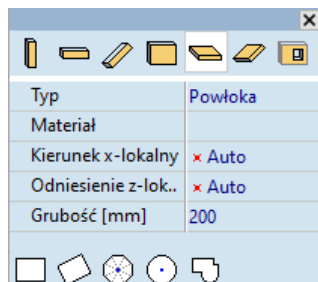 Typ Powłoka
Materiał
Kierunek x-lokalny × Auto
Odniesienie z-lok.. × Auto
Grubość [mm] 200